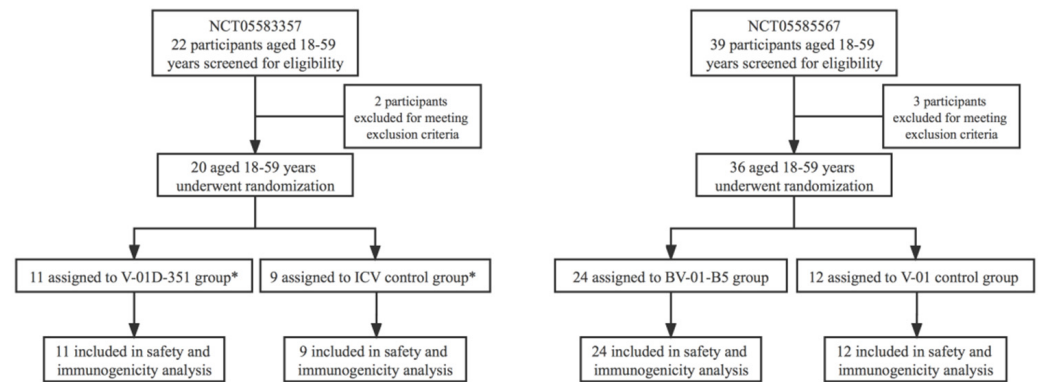 NCT05583357
22 participants aged 18-59
years screened for eligibility
2 participants
excluded for meeting
exclusion criteria
20 aged 18-59 years
underwent randomization
11 assigned to V-01D-351 group*
9 assigned to ICV control group*
11 included in safety and
immunogenicity analysis
9 included in safety and
immunogenicity analysis
NCT05585567
39 participants aged 18-59
years screened for eligibility
3 participants
excluded for meeting
exclusion criteria
36 aged 18-59 years
underwent randomization
24 assigned to BV-01-B5 group
12 assigned to V-01 control group
24 included in safety and
immunogenicity analysis
12 included in safety and
immunogenicity analysis